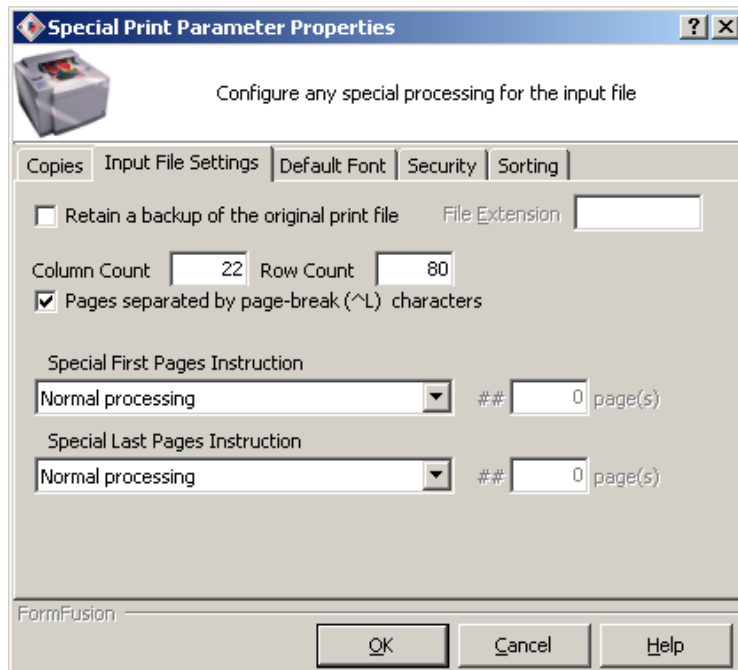 Special Print Parameter Properties
Configure any special processing for the input file
Copies Input File Settings Default Font Security Sorting
Retain a backup of the original print file File Extension
Column Count 22 Row Count 80
Pages separated by page-break (^L) characters
Special First Pages Instruction
Normal processing ## 0 page(s)
Special Last Pages Instruction
Normal processing ## 0 page(s)
FormFusion
OK Cancel Help